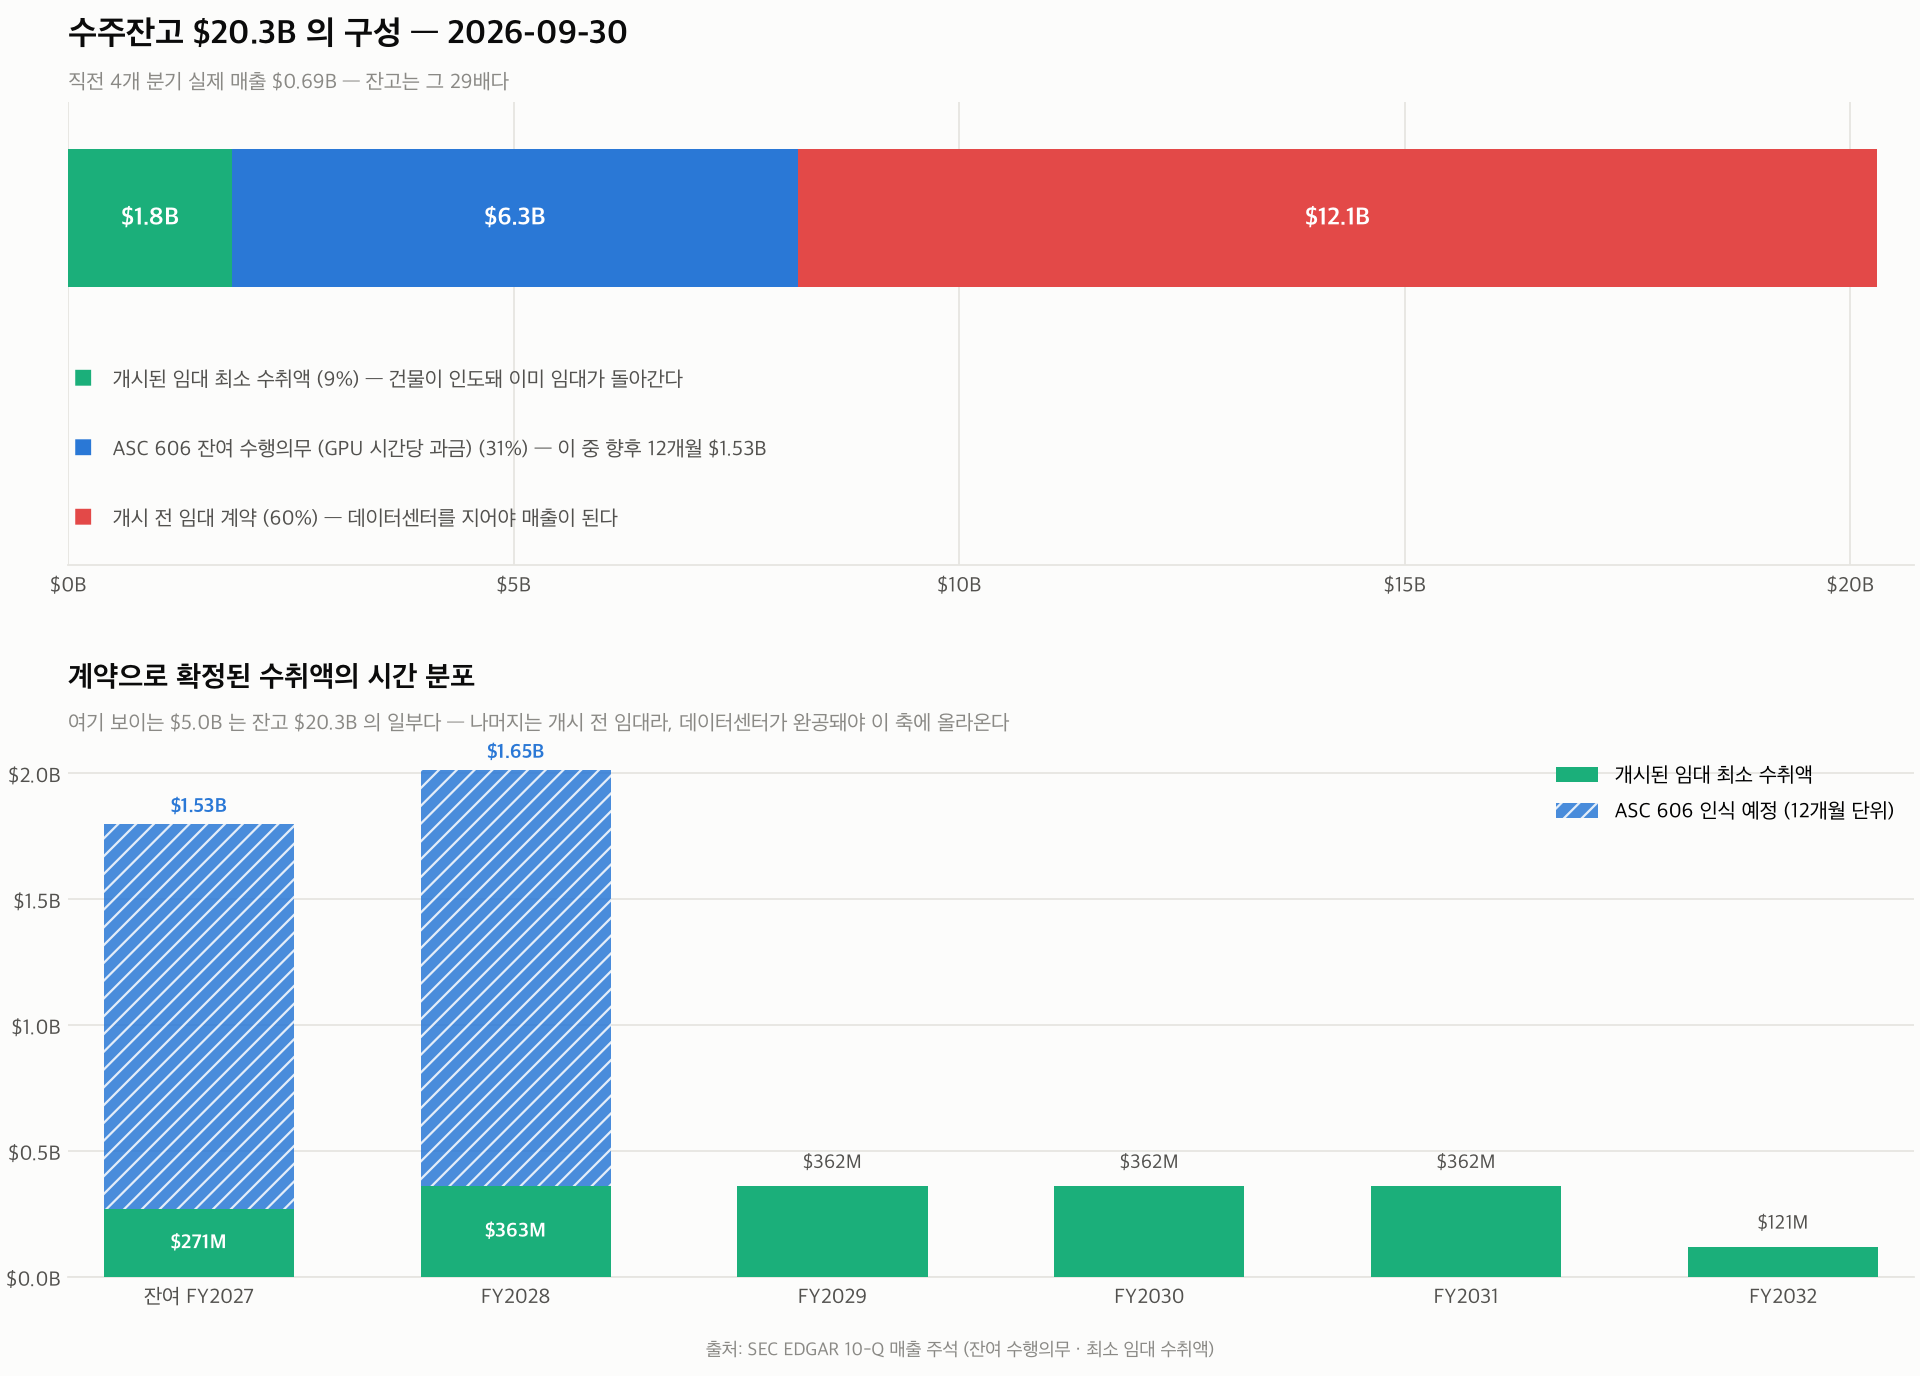 수주잔고 $20.3B 의 구성 — 2026-09-30
직전 4개 분기 실제 매출 $0.69B — 잔고는 그 29배다
$1.8B
$6.3B
$12.1B
개시된 임대 최소 수취액 (9%) — 건물이 인도돼 이미 임대가 돌아간다
ASC 606 잔여 수행의무 (GPU 시간당 과금) (31%) — 이 중 향후 12개월 $1.53B
개시 전 임대 계약 (60%) — 데이터센터를 지어야 매출이 된다
$0B
$5B
$10B
$15B
$20B
계약으로 확정된 수취액의 시간 분포
여기 보이는 $5.0B 는 잔고 $20.3B 의 일부다 — 나머지는 개시 전 임대라, 데이터센터가 완공돼야 이 축에 올라온다
$2.0B
$1.5B
$1.0B
$0.5B
$0.0B
$1.53B
$1.65B
$271M
$363M
$362M
$362M
$362M
$121M
개시된 임대 최소 수취액
ASC 606 인식 예정 (12개월 단위)
잔여 FY2027
FY2028
FY2029
FY2030
FY2031
FY2032
출처: SEC EDGAR 10-Q 매출 주석 (잔여 수행의무 · 최소 임대 수취액)